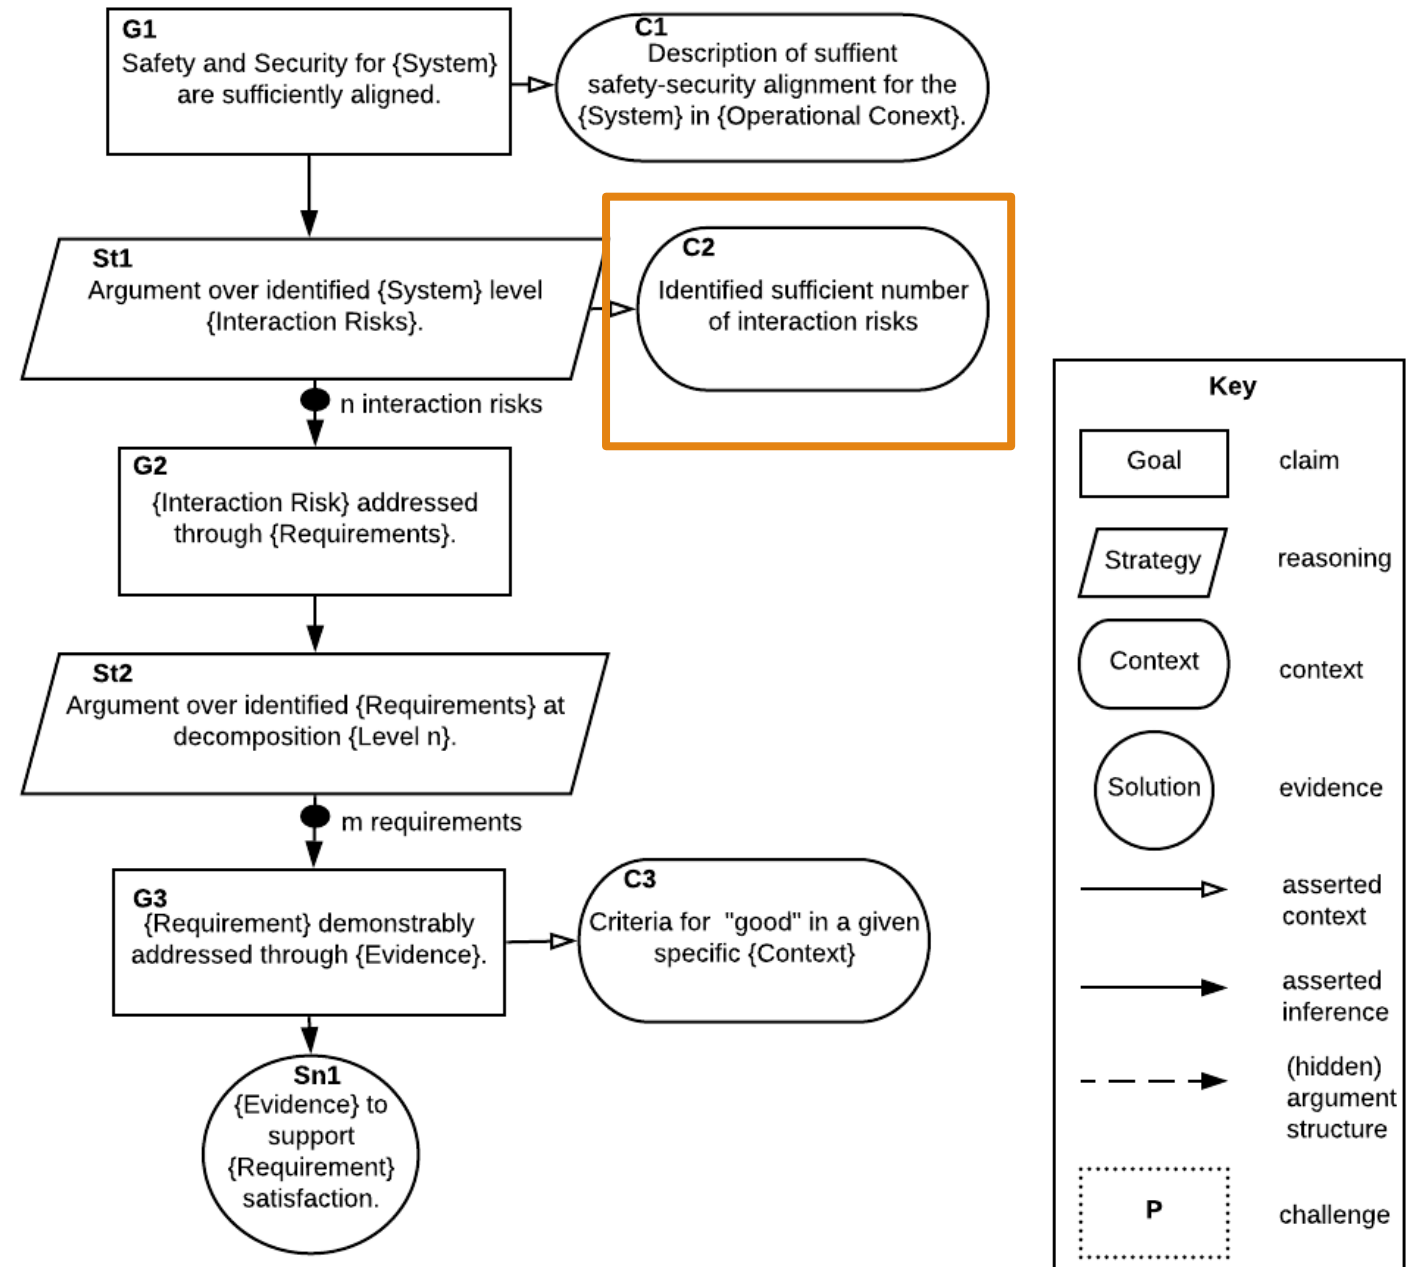 G1
Safety and Security for {System}
are sufficiently aligned.
C1
Description of suffient
safety-security alignment for the
{System} in {Operational Conext}.
St1
Argument over identified {System} level
{Interaction Risks}.
C2
Identified sufficient number
of interaction risks
n interaction risks
G2
{Interaction Risk} addressed
through {Requirements}.
St2
Argument over identified {Requirements} at
decomposition {Level n}.
m requirements
G3
{Requirement} demonstrably
addressed through {Evidence}.
C3
Criteria for "good" in a given
specific {Context}
Sn1
{Evidence} to
support
{Requirement}
satisfaction.
Key
Goal
claim
Strategy
reasoning
Context
context
Solution
evidence
asserted
context
asserted
inference
(hidden)
argument
structure
P
challenge